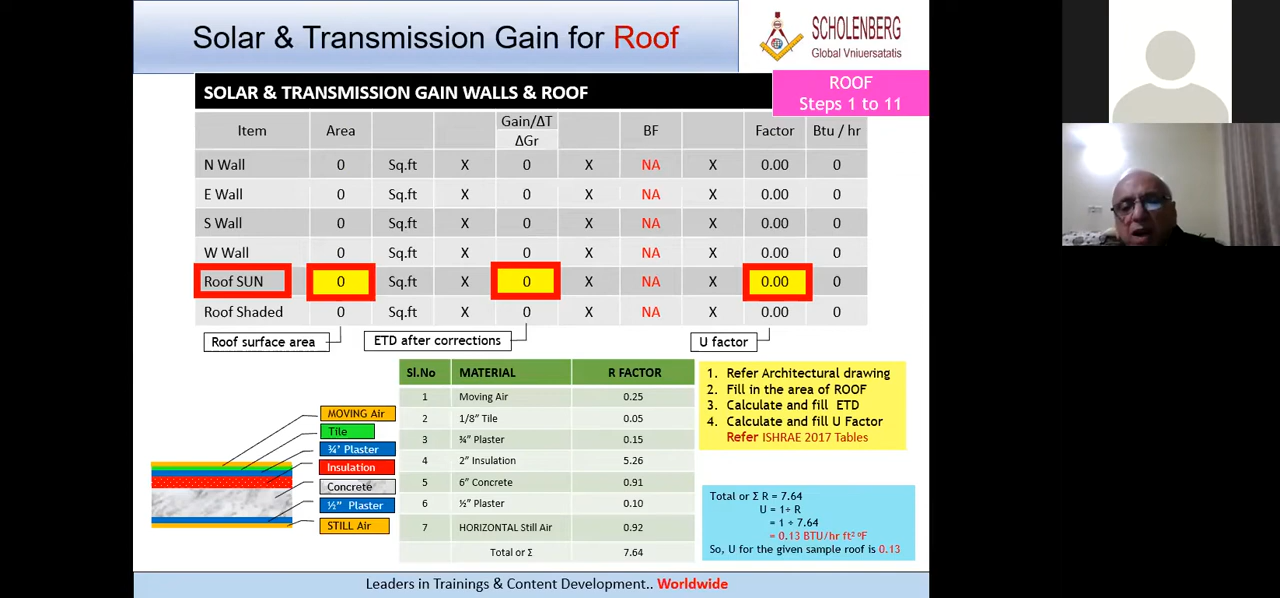 Solar & Transmission Gain for Roof
SCHOLENBERG
Global Vniuersatatis
SOLAR & TRANSMISSION GAIN WALLS & ROOF
ROOF
Steps 1 to 11
Item Area Gain/ΔT ΔGr BF Factor Btu / hr
N Wall 0 Sq.ft X 0 X NA X 0.00 0
E Wall 0 Sq.ft X 0 X NA X 0.00 0
S Wall 0 Sq.ft X 0 X NA X 0.00 0
W Wall 0 Sq.ft X 0 X NA X 0.00 0
Roof SUN 0 Sq.ft X 0 X NA X 0.00 0
Roof Shaded 0 Sq.ft X 0 X NA X 0.00 0
Roof surface area
ETD after corrections
U factor
MOVING Air
Tile
¾' Plaster
Insulation
Concrete
½" Plaster
STILL Air
Sl.No MATERIAL R FACTOR
1 Moving Air 0.25
2 1/8" Tile 0.05
3 ¾" Plaster 0.15
4 2" Insulation 5.26
5 6" Concrete 0.91
6 ½" Plaster 0.10
7 HORIZONTAL Still Air 0.92
Total or Σ 7.64
1. Refer Architectural drawing
2. Fill in the area of ROOF
3. Calculate and fill ETD
4. Calculate and fill U Factor
Refer ISHRAE 2017 Tables
Total or Σ R = 7.64
U = 1÷ R
= 1 ÷ 7.64
= 0.13 BTU/hr ft² ⁰F
So, U for the given sample roof is 0.13
Leaders in Trainings & Content Development.. Worldwide